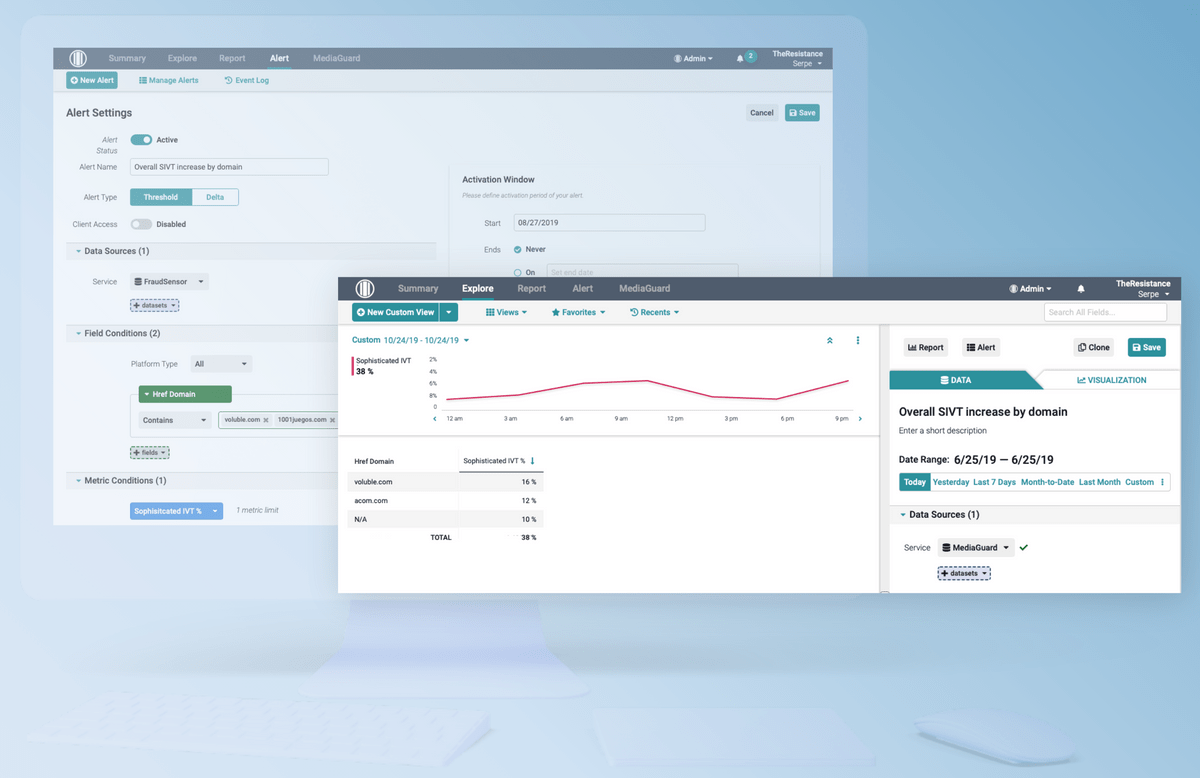 Summary Explore Report Alert MediaGuard Admin 2 TheResistance
Serpe
New Alert Manage Alerts Event Log
Alert Settings Cancel Save
Alert Status Active
Alert Name Overall SIVT increase by domain
Alert Type Threshold Delta
Client Access Disabled
Data Sources (1)
Service FraudSensor
+ datasets
Field Conditions (2)
Platform Type All
Href Domain
Contains voluble.com × 1001juegos.com ×
+ fields
Metric Conditions (1)
Sophisitcated IVT % 1 metric limit
Activation Window
Please define activation period of your alert.
Start 08/27/2019
Ends Never
On Set end date
Summary Explore Report Alert MediaGuard Admin TheResistance
Serpe
New Custom View Views Favorites Recents Search All Fields...
Custom 10/24/19 - 10/24/19
Sophisticated IVT
38 %
2%
4%
6%
8%
0
12 am 3 am 6 am 9 am 12 pm 3 pm 6 pm 9 pm
Href Domain Sophisticated IVT %
voluble.com 16 %
acom.com 12 %
N/A 10 %
TOTAL 38 %
Report Alert Clone Save
DATA VISUALIZATION
Overall SIVT increase by domain
Enter a short description
Date Range: 6/25/19 — 6/25/19
Today Yesterday Last 7 Days Month-to-Date Last Month Custom
Data Sources (1)
Service MediaGuard
+ datasets